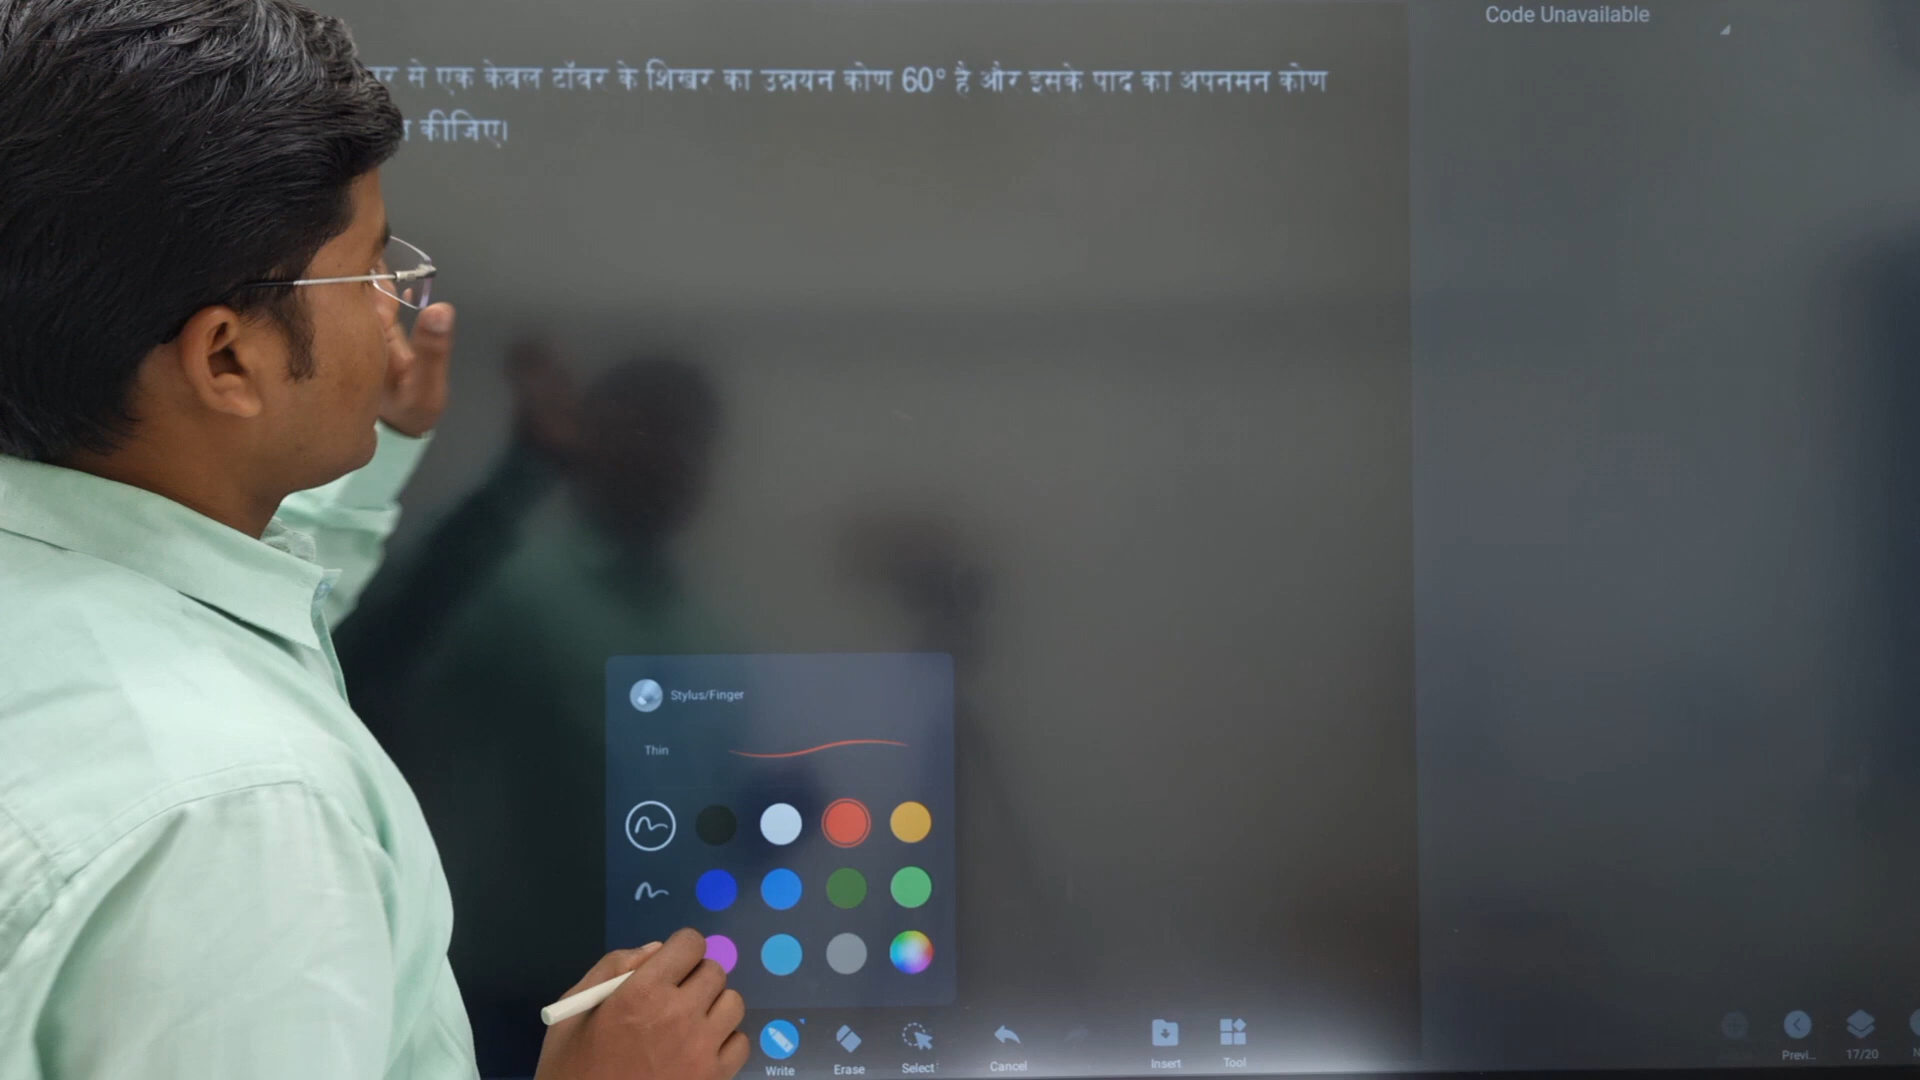 Code Unavailable
से एक केवल टॉवर के शिखर का उन्नयन कोण 60° है और इसके पाद का अपनमन कोण
कीजिए।
Stylus/Finger
Thin
Write
Erase
Select
Cancel
Insert
Tool
Previ...
17/20